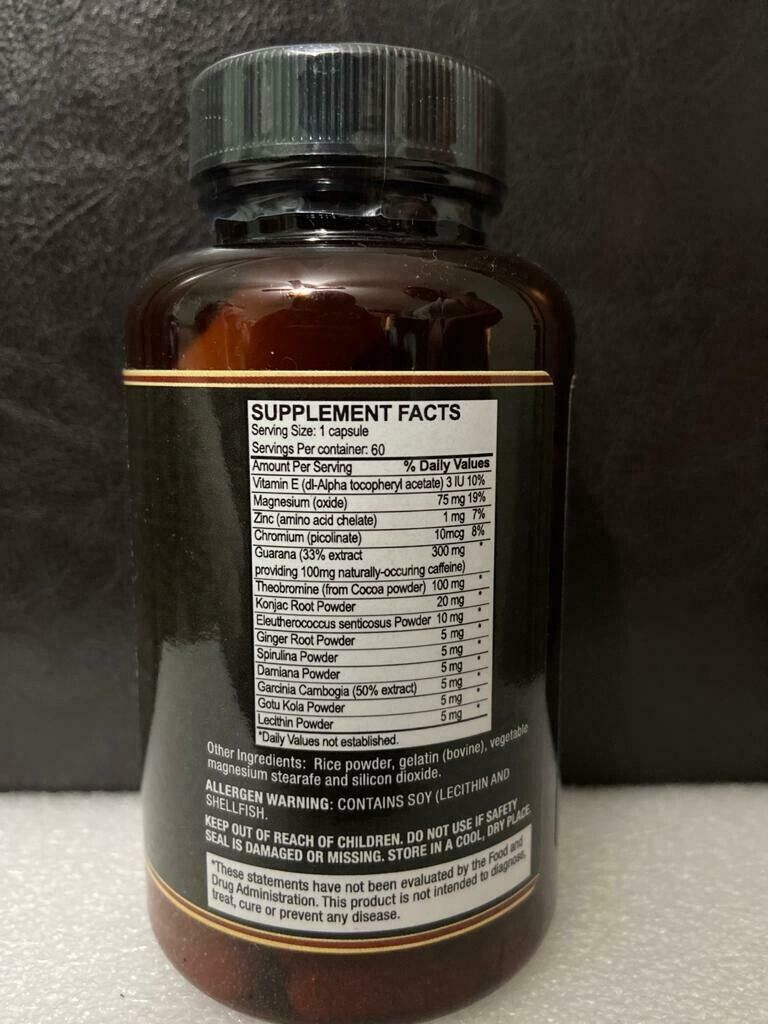 SUPPLEMENT FACTS
Serving Size: 1 capsule
Servings Per container: 60
Amount Per Serving % Daily Values
Vitamin E (dl-Alpha tocopheryl acetate) 3 IU 10%
Magnesium (oxide) 75 mg 19%
Zinc (amino acid chelate) 1 mg 7%
Chromium (picolinate) 10mcg 8%
Guarana (33% extract 300 mg *
providing 100mg naturally-occuring caffeine)
Theobromine (from Cocoa powder) 100 mg *
Konjac Root Powder 20 mg *
Eleutherococcus senticosus Powder 10 mg *
Ginger Root Powder 5 mg *
Spirulina Powder 5 mg *
Damiana Powder 5 mg *
Garcinia Cambogia (50% extract) 5 mg *
Gotu Kola Powder 5 mg *
Lecithin Powder 5 mg *
*Daily Values not established.
Other Ingredients: Rice powder, gelatin (bovine), vegetable
magnesium stearafe and silicon dioxide.
ALLERGEN WARNING: CONTAINS SOY (LECITHIN AND
SHELLFISH.
KEEP OUT OF REACH OF CHILDREN. DO NOT USE IF SAFETY
SEAL IS DAMAGED OR MISSING. STORE IN A COOL, DRY PLACE.
*These statements have not been evaluated by the Food and
Drug Administration. This product is not intended to diagnose,
treat, cure or prevent any disease.